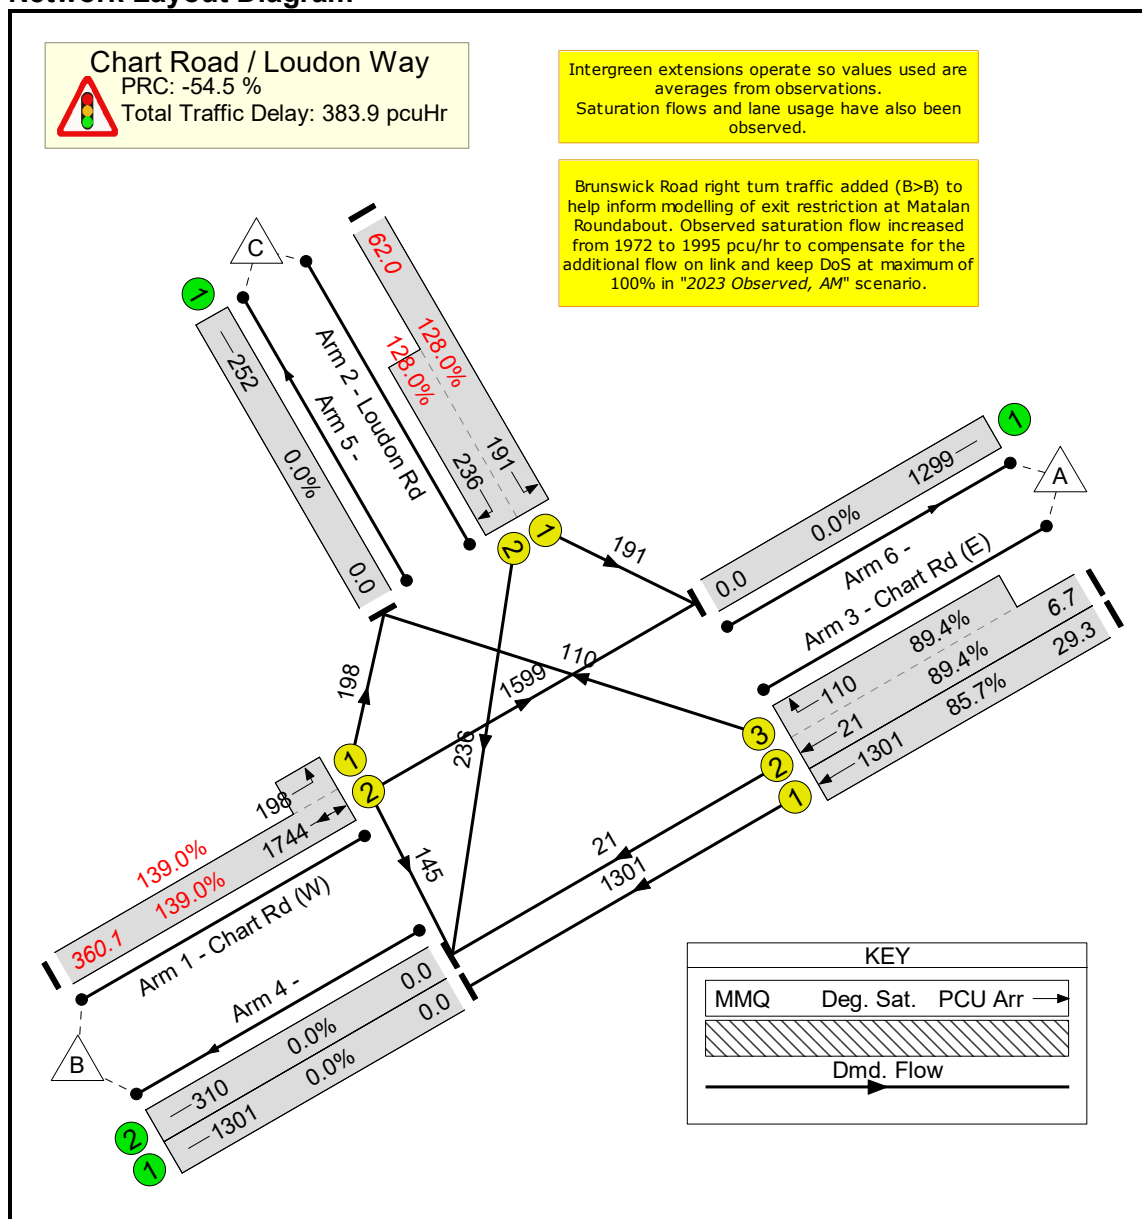 Network Layout Diagram
Chart Road / Loudon Way
PRC: -54.5 %
Total Traffic Delay: 383.9 pcuHr
Intergreen extensions operate so values used are
averages from observations.
Saturation flows and lane usage have also been
observed.
Brunswick Road right turn traffic added (B>B) to
help inform modelling of exit restriction at Matalan
Roundabout. Observed saturation flow increased
from 1972 to 1995 pcu/hr to compensate for the
additional flow on link and keep DoS at maximum of
100% in "2023 Observed, AM" scenario.
C
1
252
0.0%
0.0
Arm 5 -
Arm 2 - Loudon Rd
62.0
128.0%
128.0%
191
236
2
1
191
1
A
1299
0.0%
0.0
Arm 6 -
Arm 3 - Chart Rd (E)
110
89.4%
21
89.4%
6.7
1301
85.7%
29.3
3
2
1
110
1599
198
236
145
21
1301
1
2
198
1744
139.0%
139.0%
360.1
Arm 1 - Chart Rd (W)
Arm 4 -
B
310
0.0%
0.0
1301
0.0%
0.0
2
1
KEY
MMQ Deg. Sat. PCU Arr
Dmd. Flow